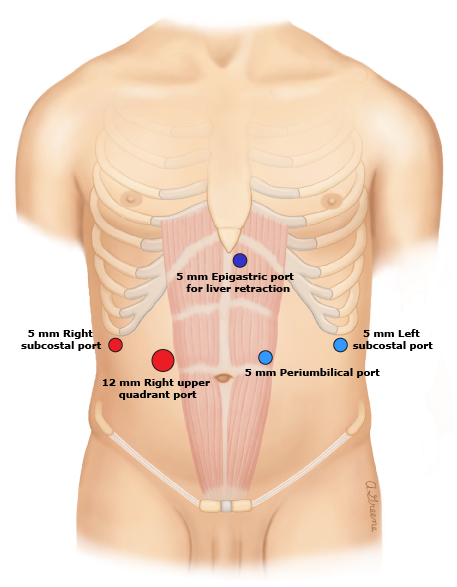 5 mm Epigastric port
for liver retraction
5 mm Right
subcostal port
5 mm Left
subcostal port
12 mm Right upper
quadrant port
5 mm Periumbilical port
A. Greene